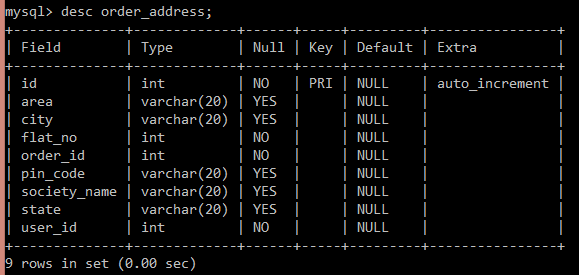 mysql> desc order_address;
+--------------+-------------+------+-----+---------+----------------+
| Field        | Type        | Null | Key | Default | Extra          |
+--------------+-------------+------+-----+---------+----------------+
| id           | int         | NO   | PRI | NULL    | auto_increment |
| area         | varchar(20) | YES  |     | NULL    |                |
| city         | varchar(20) | YES  |     | NULL    |                |
| flat_no      | int         | NO   |     | NULL    |                |
| order_id     | int         | NO   |     | NULL    |                |
| pin_code     | varchar(20) | YES  |     | NULL    |                |
| society_name | varchar(20) | YES  |     | NULL    |                |
| state        | varchar(20) | YES  |     | NULL    |                |
| user_id      | int         | NO   |     | NULL    |                |
+--------------+-------------+------+-----+---------+----------------+
9 rows in set (0.00 sec)